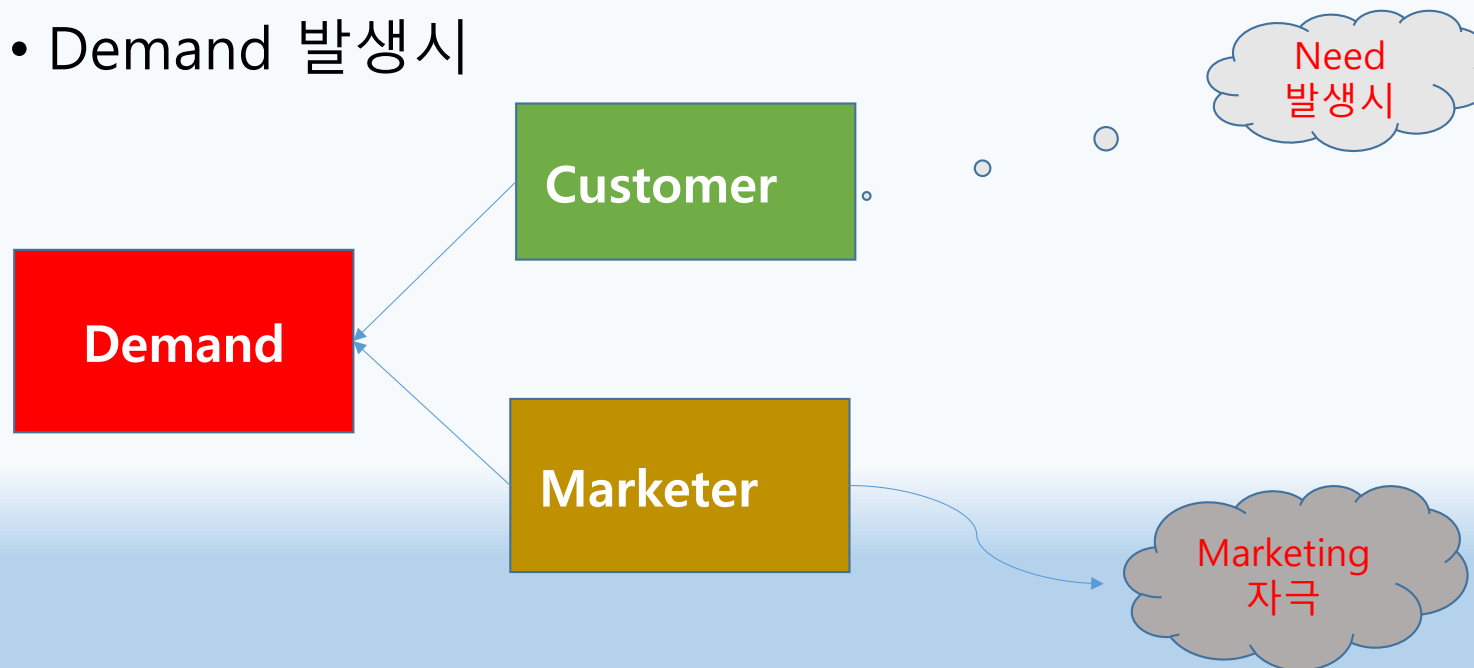 • Demand 발생시
Need
발생시
Customer
Demand
Marketer
Marketing
자극